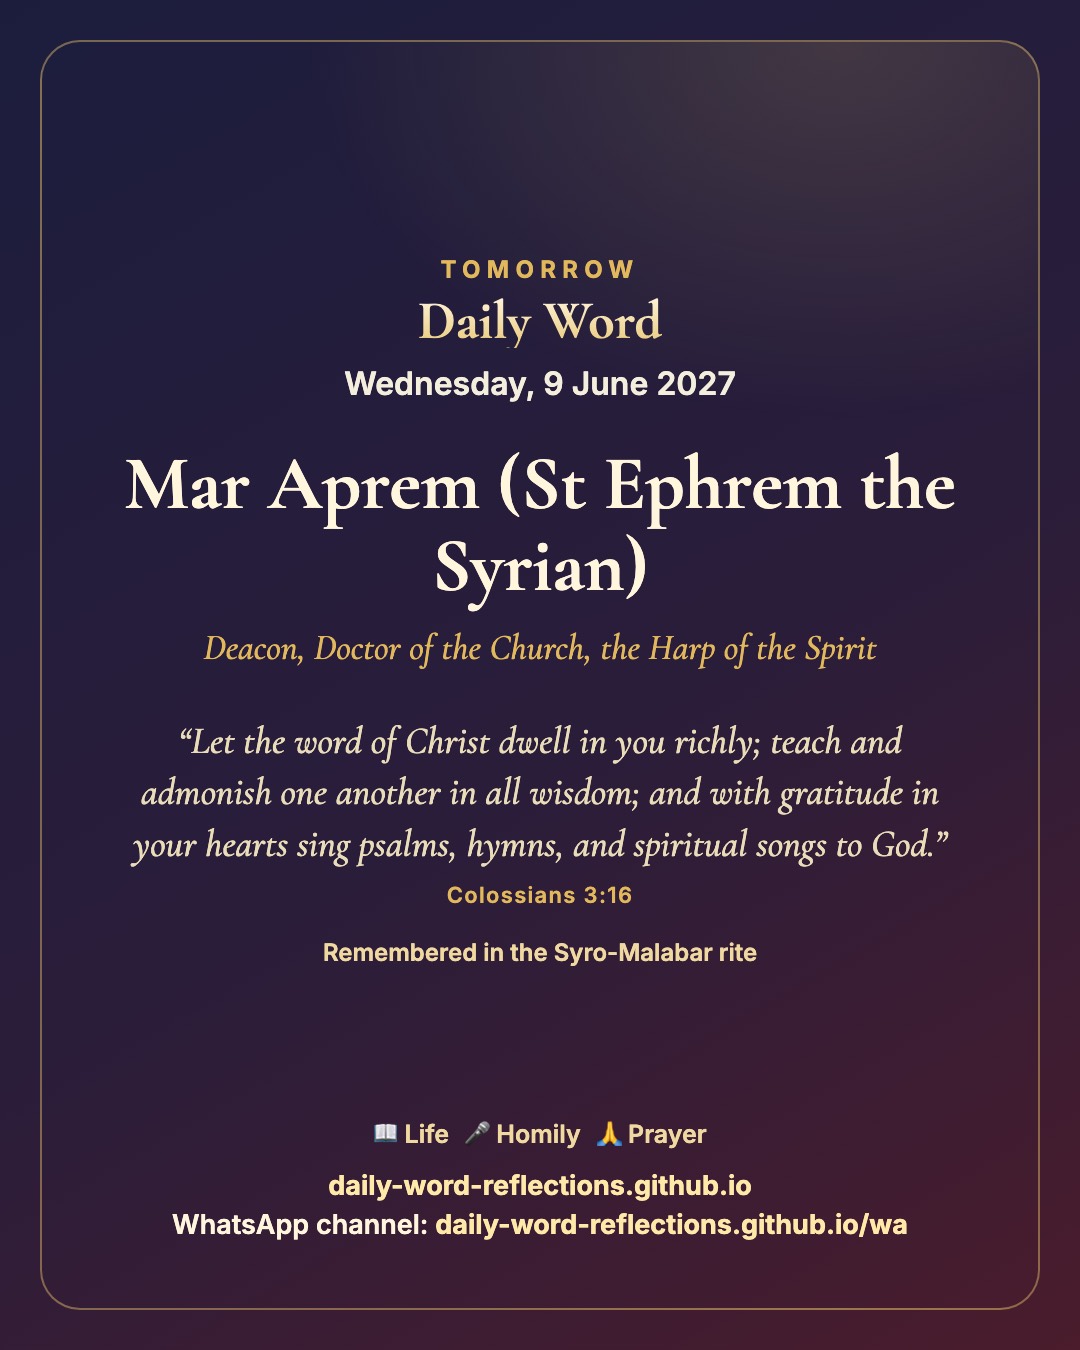 TOMORROW
Daily Word
Wednesday, 9 June 2027
Mar Aprem (St Ephrem the
Syrian)
Deacon, Doctor of the Church, the Harp of the Spirit
“Let the word of Christ dwell in you richly; teach and
admonish one another in all wisdom; and with gratitude in
your hearts sing psalms, hymns, and spiritual songs to God.”
Colossians 3:16
Remembered in the Syro-Malabar rite
📖 Life 🎤 Homily 🙏 Prayer
daily-word-reflections.github.io
WhatsApp channel: daily-word-reflections.github.io/wa